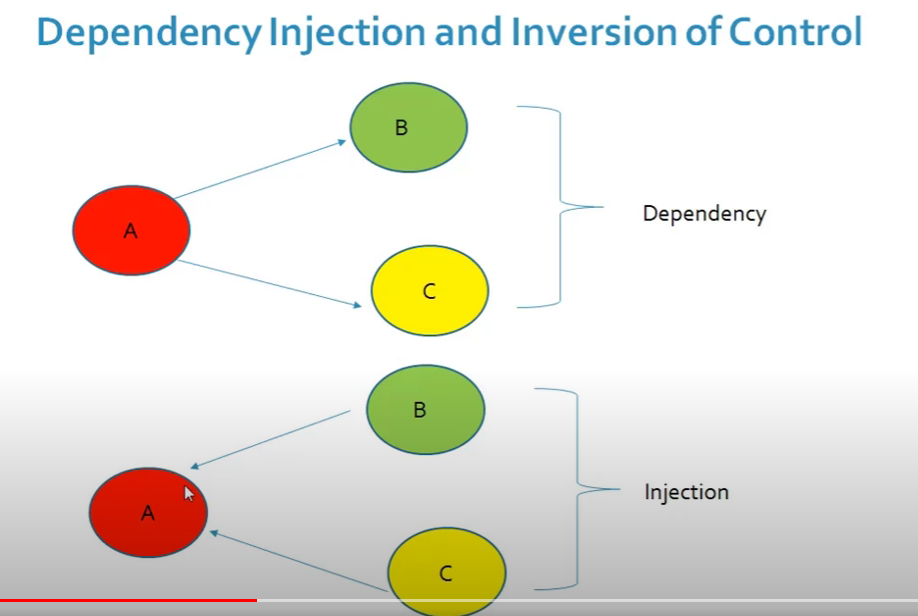 Dependency Injection and Inversion of Control
B
A
Dependency
C
B
Injection
A
C